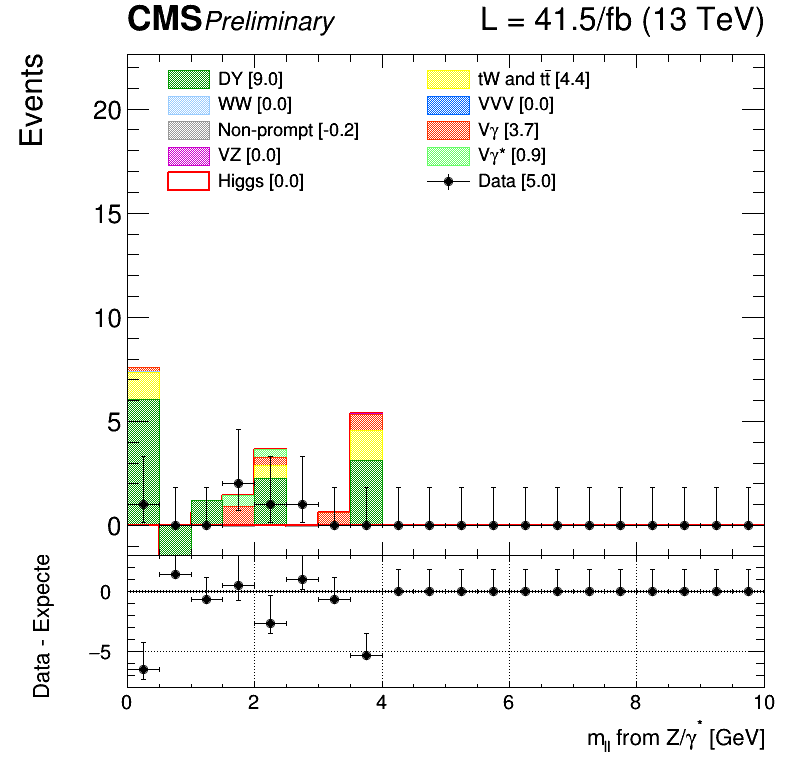 CMS Preliminary L = 41.5/fb (13 TeV)
Events
DY [9.0]
WW [0.0]
Non-prompt [-0.2]
VZ [0.0]
Higgs [0.0]
tW and tt̄ [4.4]
VVV [0.0]
Vγ [3.7]
Vγ* [0.9]
Data [5.0]
20
15
10
5
0
Data - Expecte
0
−5
0 2 4 6 8 10
m_ll from Z/γ* [GeV]